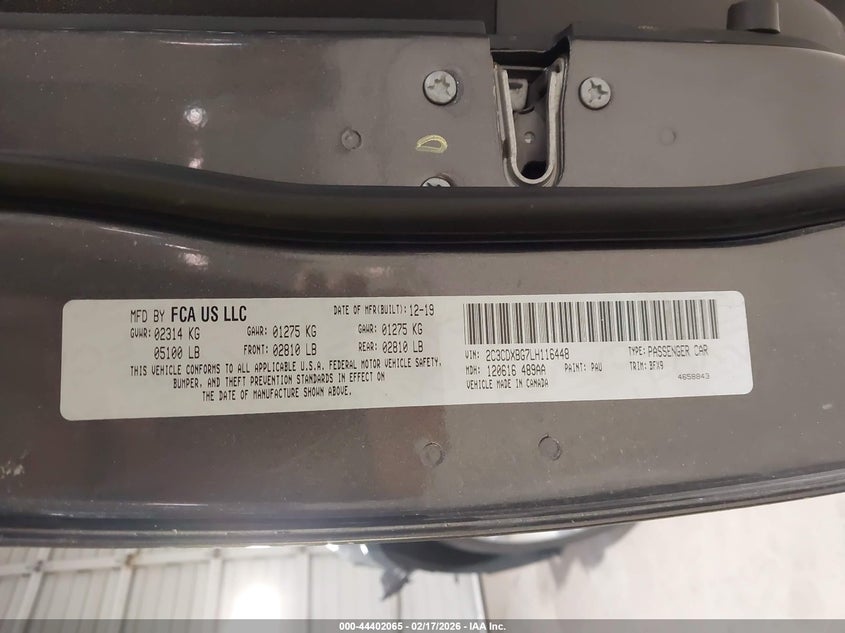 MFD BY FCA US LLC
DATE OF MFR(BUILT): 12-19
GVWR: 02314 KG GAWR: 01275 KG GAWR: 01275 KG
05100 LB FRONT: 02810 LB REAR: 02810 LB
THIS VEHICLE CONFORMS TO ALL APPLICABLE U.S.A. FEDERAL MOTOR VEHICLE SAFETY,
BUMPER, AND THEFT PREVENTION STANDARDS IN EFFECT ON
THE DATE OF MANUFACTURE SHOWN ABOVE.
VIN: 2C3CDXBG7LH116448 TYPE: PASSENGER CAR
MDH: 120616 489AA PAINT: PAU TRIM: BFX9
VEHICLE MADE IN CANADA 4658843
000-44402065 - 02/17/2026 - IAA Inc.